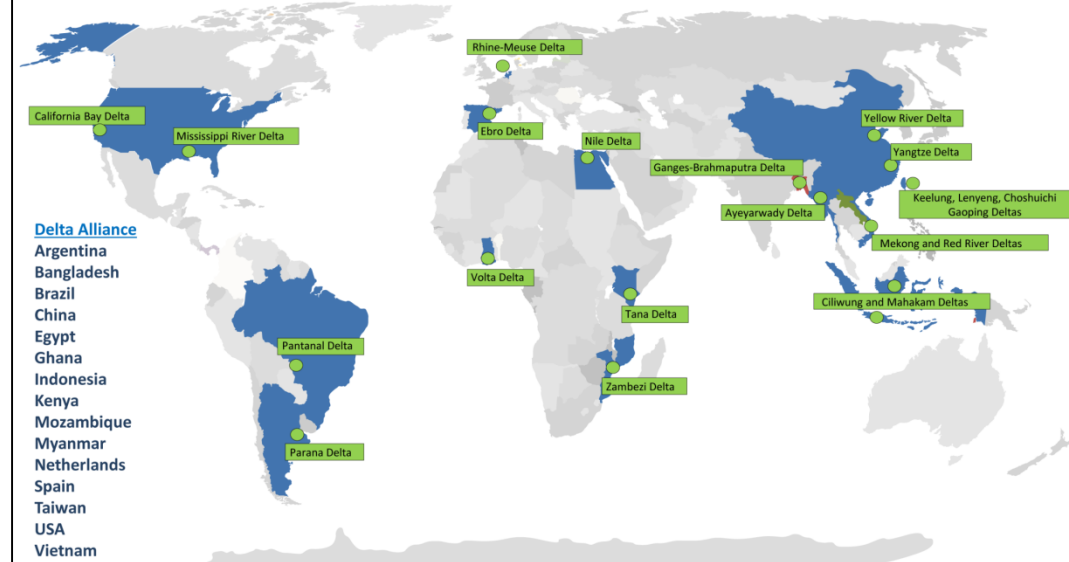 Rhine-Meuse Delta
California Bay Delta
Mississippi River Delta
Ebro Delta
Nile Delta
Yellow River Delta
Yangtze Delta
Ganges-Brahmaputra Delta
Keelung, Lenyeng, Choshuichi
Gaoping Deltas
Ayeyarwady Delta
Mekong and Red River Deltas
Volta Delta
Ciliwung and Mahakam Deltas
Tana Delta
Pantanal Delta
Zambezi Delta
Parana Delta
Delta Alliance
Argentina
Bangladesh
Brazil
China
Egypt
Ghana
Indonesia
Kenya
Mozambique
Myanmar
Netherlands
Spain
Taiwan
USA
Vietnam